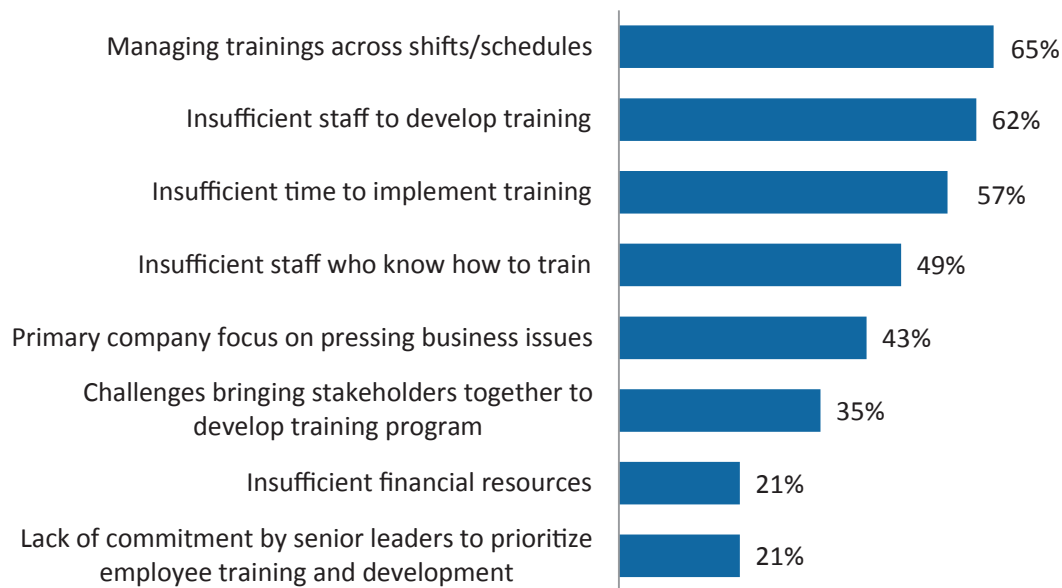 Managing trainings across shifts/schedules 65%
Insufficient staff to develop training 62%
Insufficient time to implement training 57%
Insufficient staff who know how to train 49%
Primary company focus on pressing business issues 43%
Challenges bringing stakeholders together to
develop training program 35%
Insufficient financial resources 21%
Lack of commitment by senior leaders to prioritize
employee training and development 21%